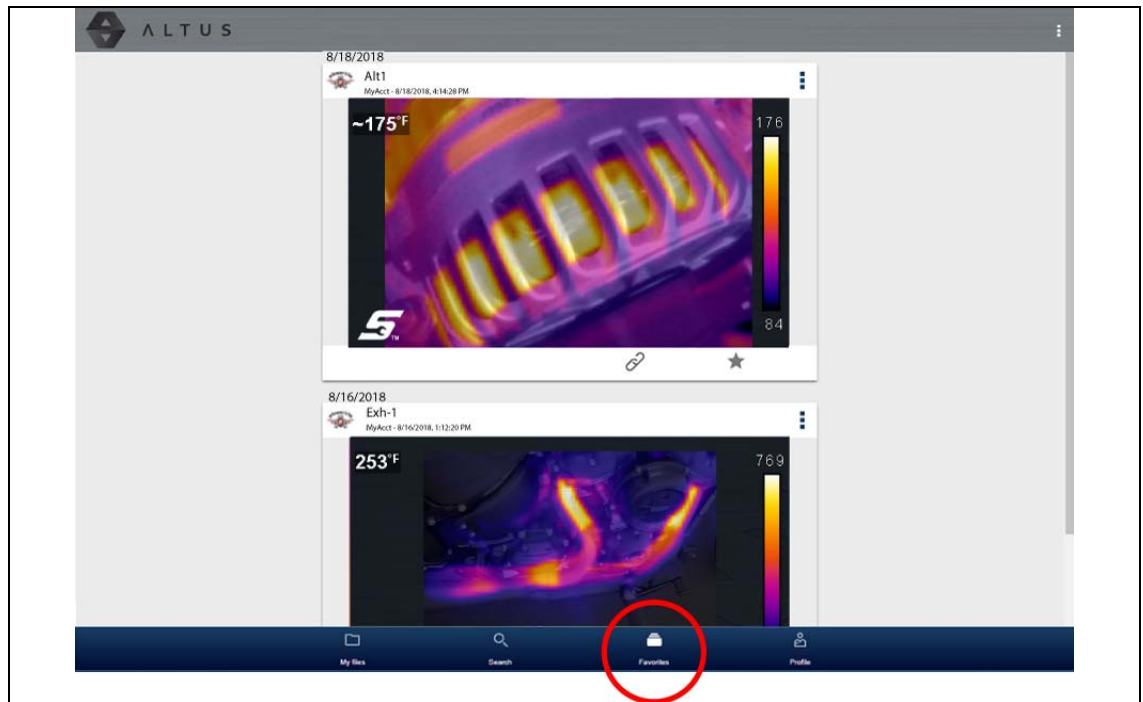 ALTUS
8/18/2018
Alt1
MyAcct - 8/18/2018, 4:14:28 PM
~175°F
176
84
8/16/2018
Exh-1
MyAcct - 8/16/2018, 1:12:20 PM
253°F
769
My files
Search
Favorites
Profile